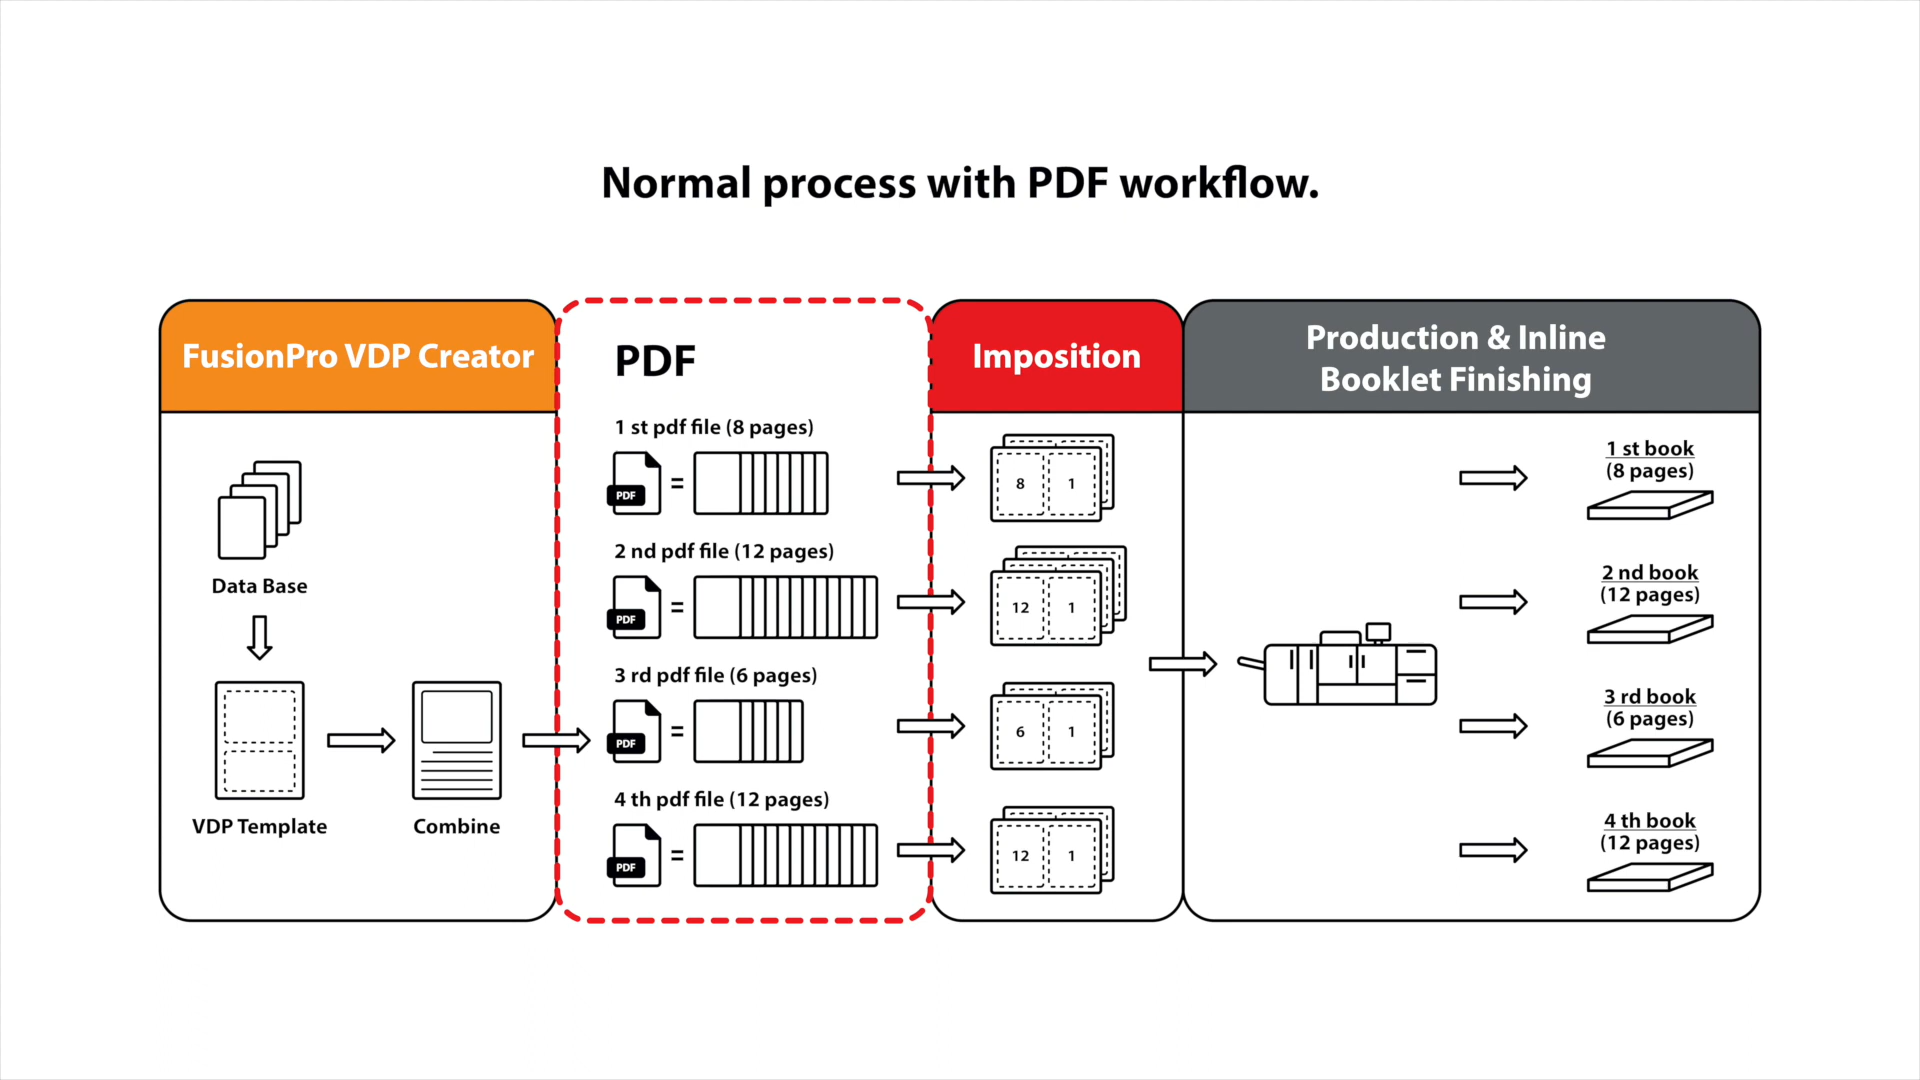 Normal process with PDF workflow.
FusionPro VDP Creator
Data Base
VDP Template
Combine
PDF
1 st pdf file (8 pages)
PDF
=
2 nd pdf file (12 pages)
PDF
=
3 rd pdf file (6 pages)
PDF
=
4 th pdf file (12 pages)
PDF
=
Imposition
8 1
12 1
6 1
12 1
Production & Inline
Booklet Finishing
1 st book
(8 pages)
2 nd book
(12 pages)
3 rd book
(6 pages)
4 th book
(12 pages)